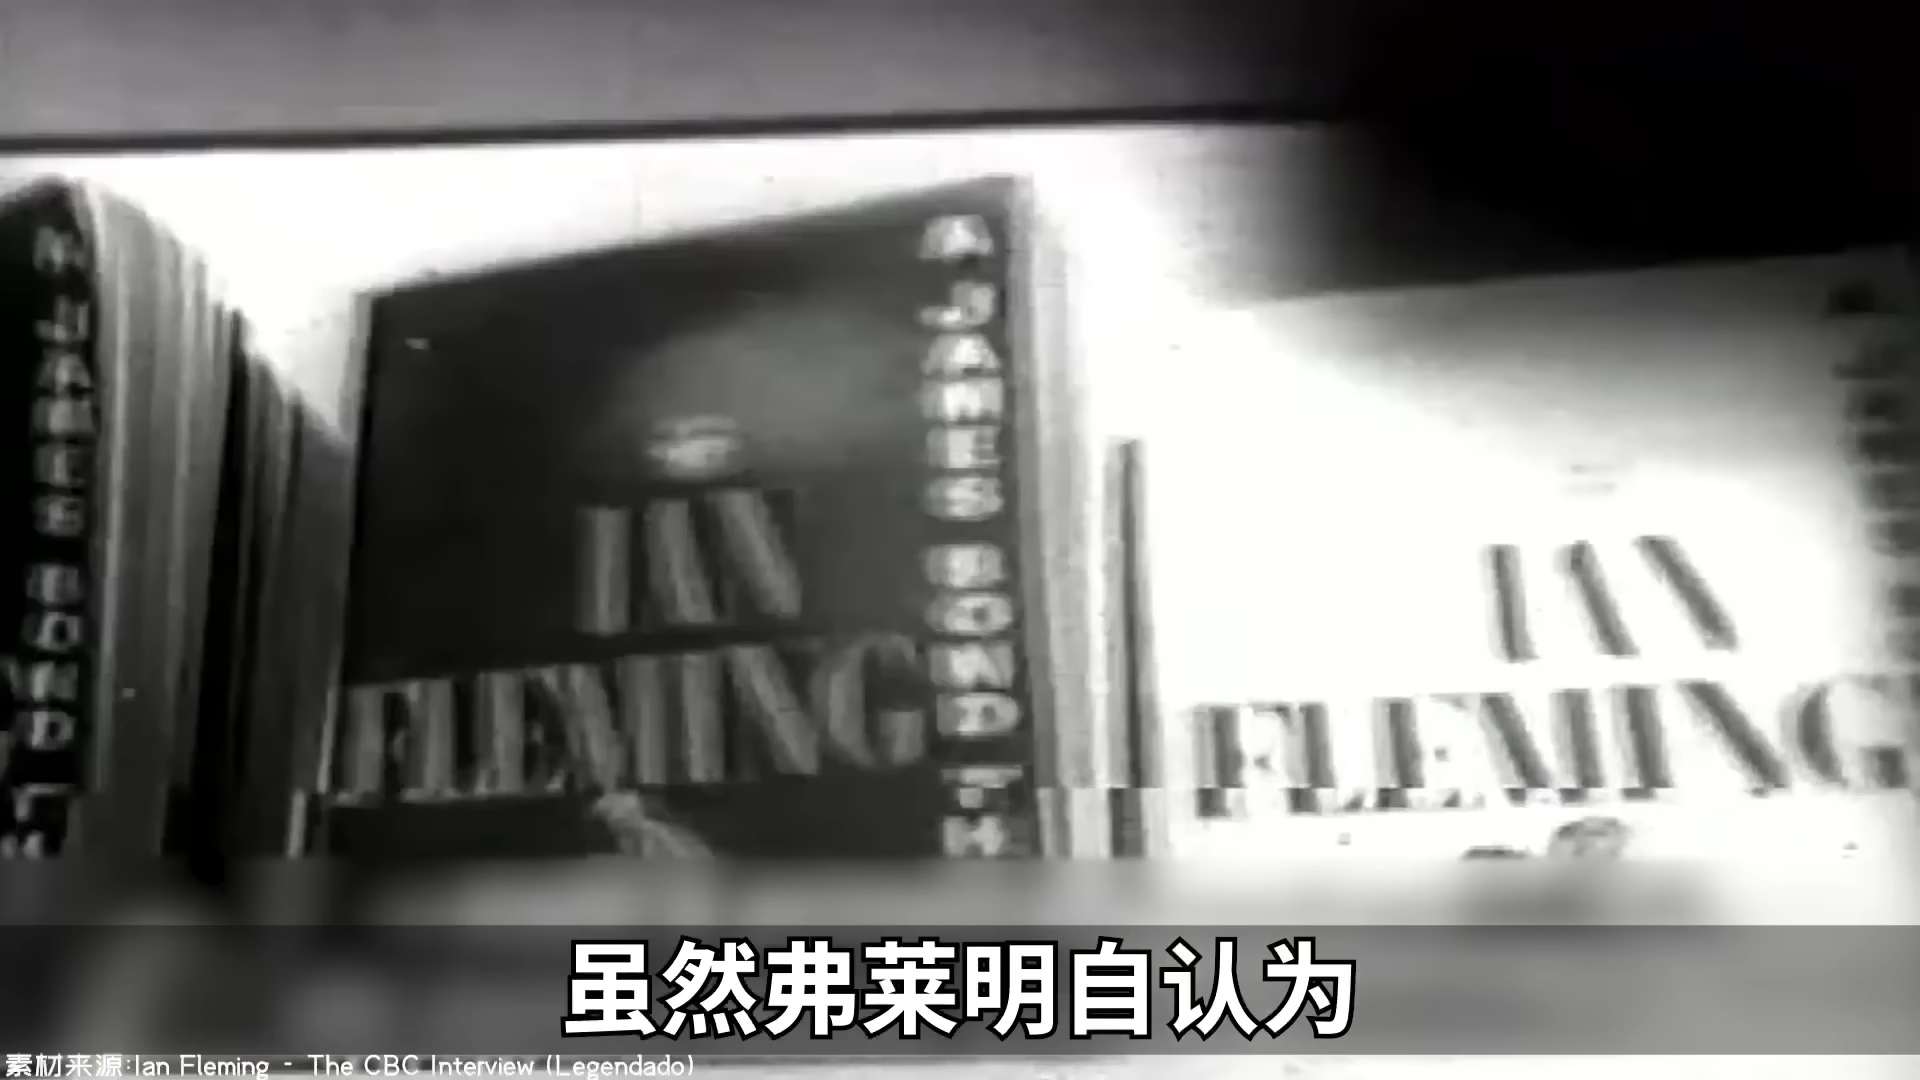 A JAMES BOND TH
IAN
FLEMING
IAN
FLEMING
JAMES BOND
虽然弗莱明自认为
素材来源:Ian Fleming - The CBC Interview (Legendado)